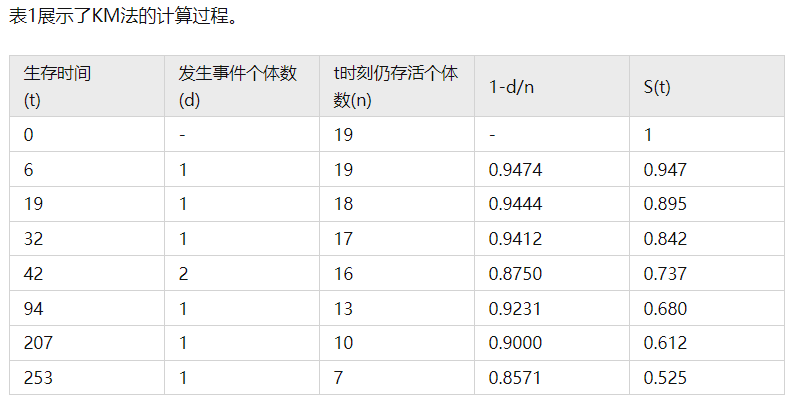 表1展示了KM法的计算过程。
生存时间 发生事件个体数 t时刻仍存活个体 1-d/n S(t)
(t) (d) 数(n)
0 - 19 - 1
6 1 19 0.9474 0.947
19 1 18 0.9444 0.895
32 1 17 0.9412 0.842
42 2 16 0.8750 0.737
94 1 13 0.9231 0.680
207 1 10 0.9000 0.612
253 1 7 0.8571 0.525